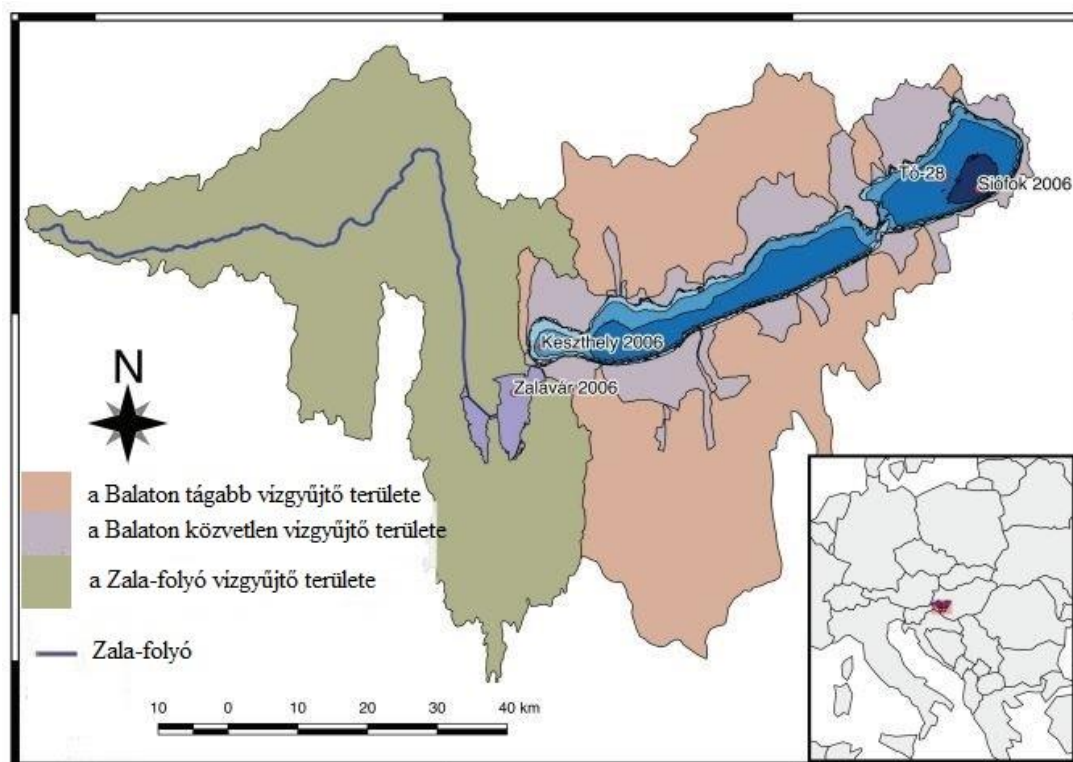 Tó-28
Siófok 2006
Keszthely 2006
Zalavár 2006
N
a Balaton tágabb vízgyűjtő területe
a Balaton közvetlen vízgyűjtő területe
a Zala-folyó vízgyűjtő területe
Zala-folyó
10 0 10 20 30 40 km